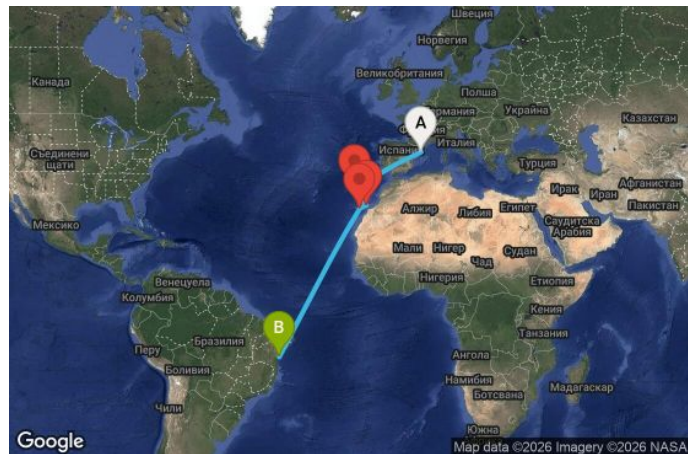 Швеция
Норвегия
Канада
Великобритания
Полша
Германия
Украйна
Казахстан
A
Италия
Съединени
щати
Турция
Афганистан
Ирак
Иран
Пакистан
Алжир
Либия
Египет
Саудитска
Арабия
Мексико
Мали
Нигер
Чад
Судан
Венецуела
Нигерия
Етиопия
Колумбия
Кения
B
Бразилия
Танзания
Перу
Ангола
Боливия
Намибия
Ботсвана
Мадагаскар
Чили
Южна
Google
Map data ©2026 Imagery ©2026 NASA